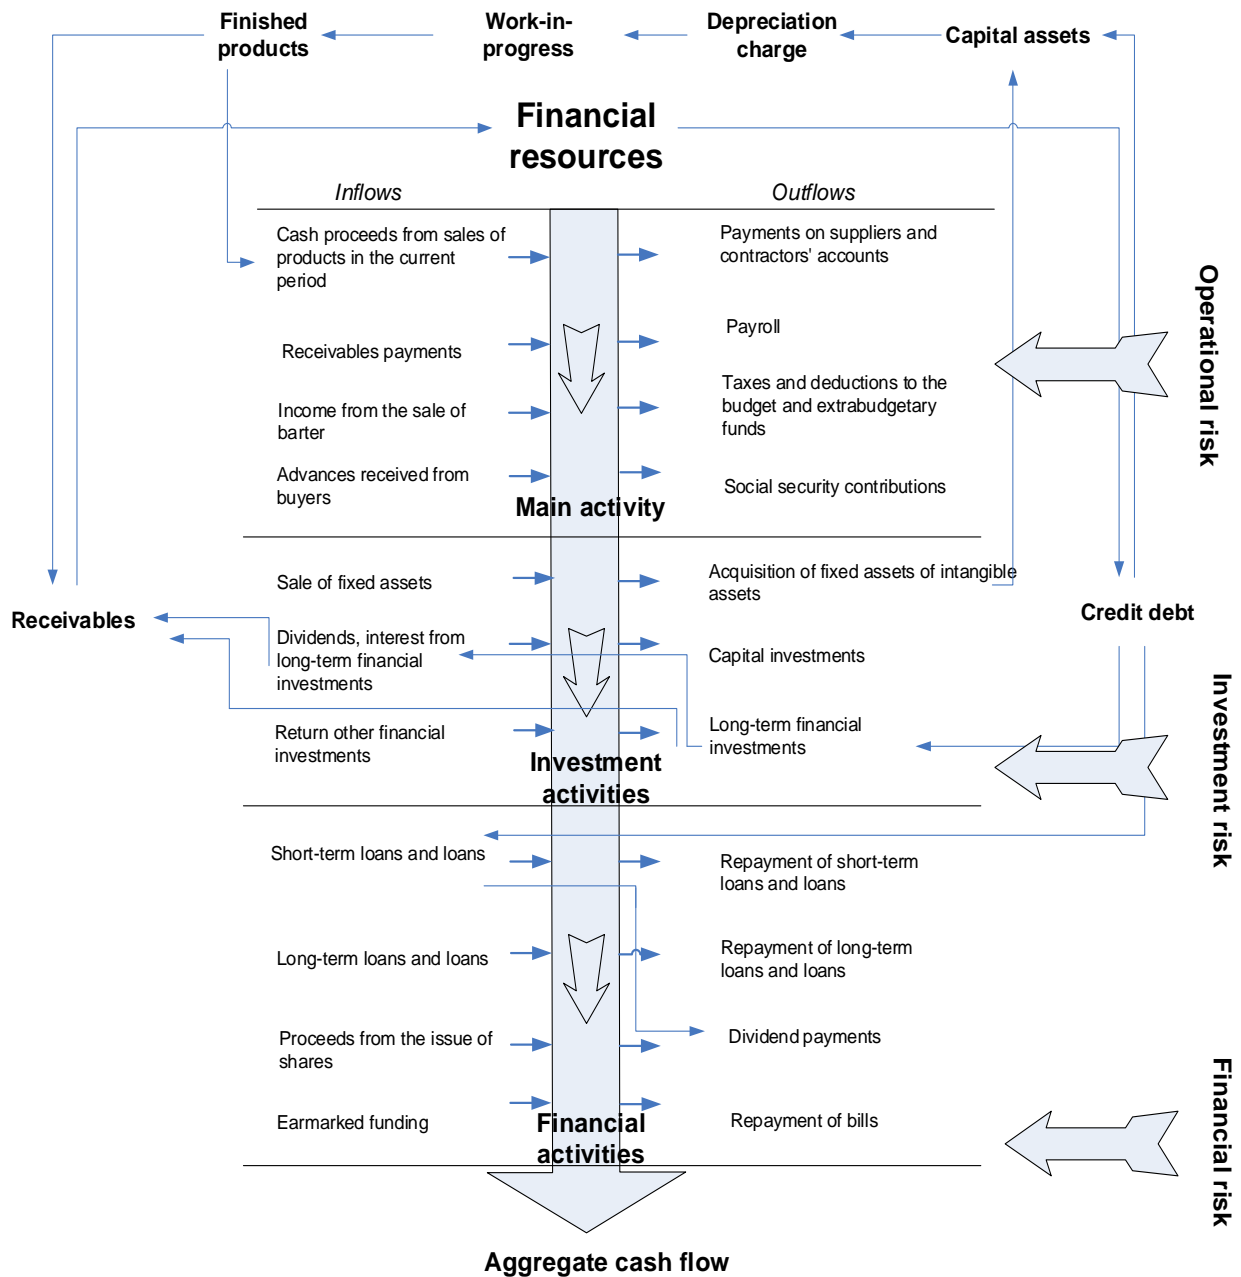 Finished
products
Work-in-
progress
Depreciation
charge
Capital assets
Financial
resources
Inflows
Outflows
Cash proceeds from sales of
products in the current
period
Payments on suppliers and
contractors' accounts
Receivables payments
Payroll
Income from the sale of
barter
Taxes and deductions to the
budget and extrabudgetary
funds
Advances received from
buyers
Social security contributions
Main activity
Operational risk
Sale of fixed assets
Acquisition of fixed assets of intangible
assets
Receivables
Credit debt
Dividends, interest from
long-term financial
investments
Capital investments
Return other financial
investments
Long-term financial
investments
Investment
activities
Investment risk
Short-term loans and loans
Repayment of short-term
loans and loans
Long-term loans and loans
Repayment of long-term
loans and loans
Proceeds from the issue of
shares
Dividend payments
Earmarked funding
Repayment of bills
Financial
activities
Financial risk
Aggregate cash flow